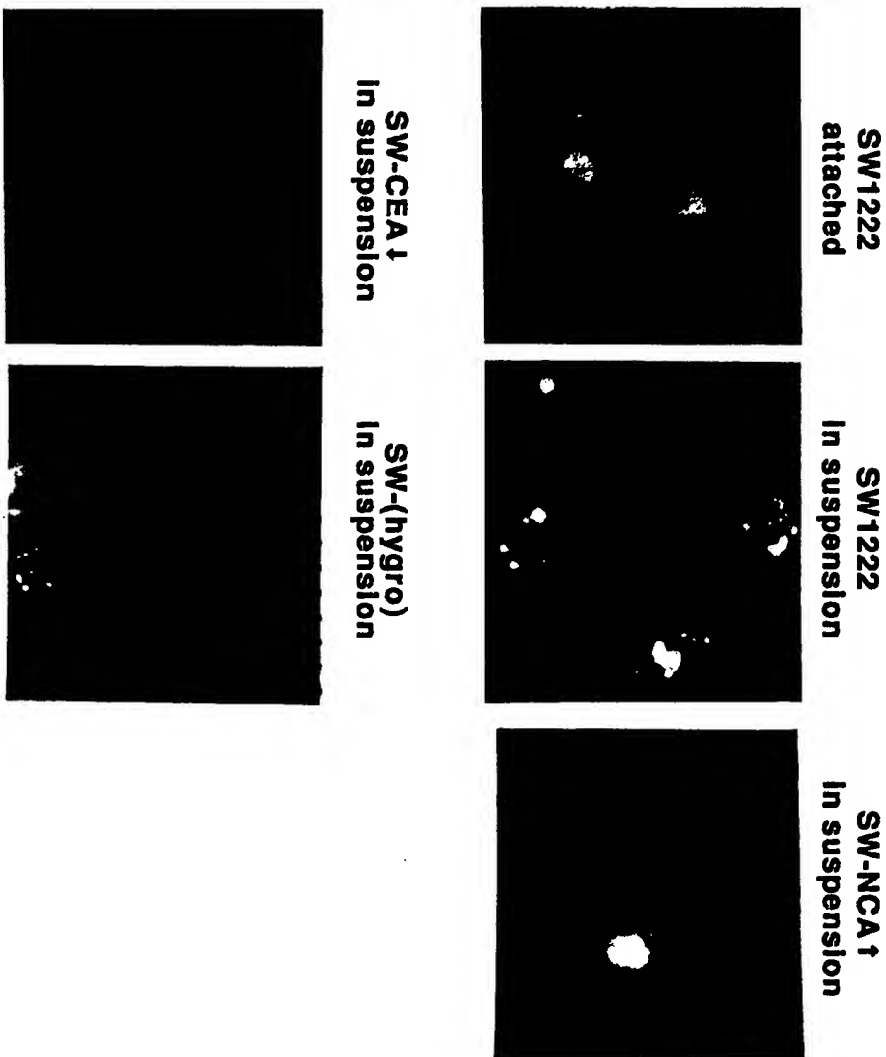 SW1222
attached
SW1222
In suspension
SW-NCA↑
In suspension
SW-CEA↓
In suspension
SW-(hygro)
In suspension